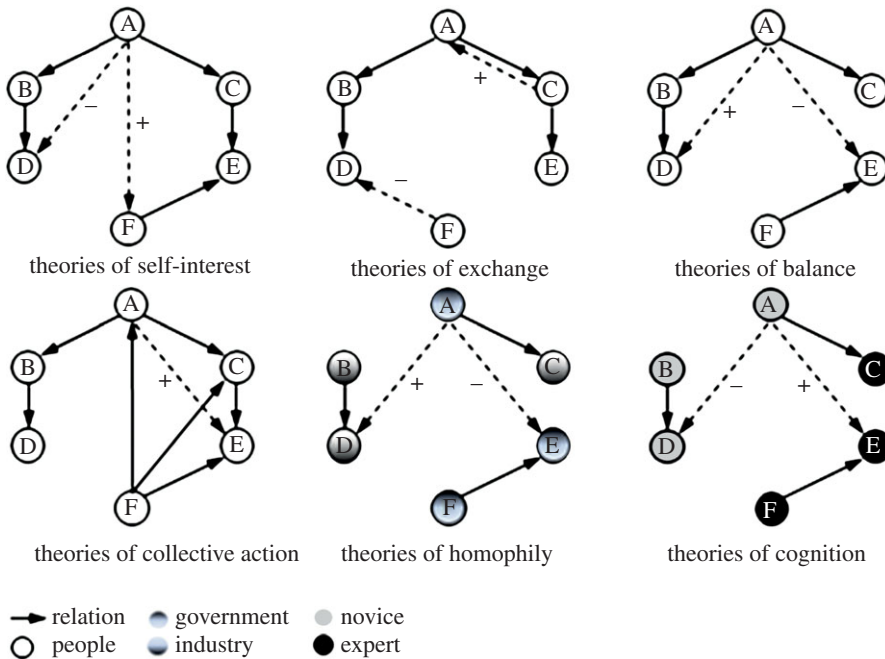 A
B
C
−
+
D
E
F
theories of self-interest
A
+
B
C
D
E
−
F
theories of exchange
A
B
C
+
−
D
E
F
theories of balance
A
B
C
+
D
E
F
theories of collective action
A
B
C
+
−
D
E
F
theories of homophily
A
B
C
−
+
D
E
F
theories of cognition
relation
government
novice
people
industry
expert